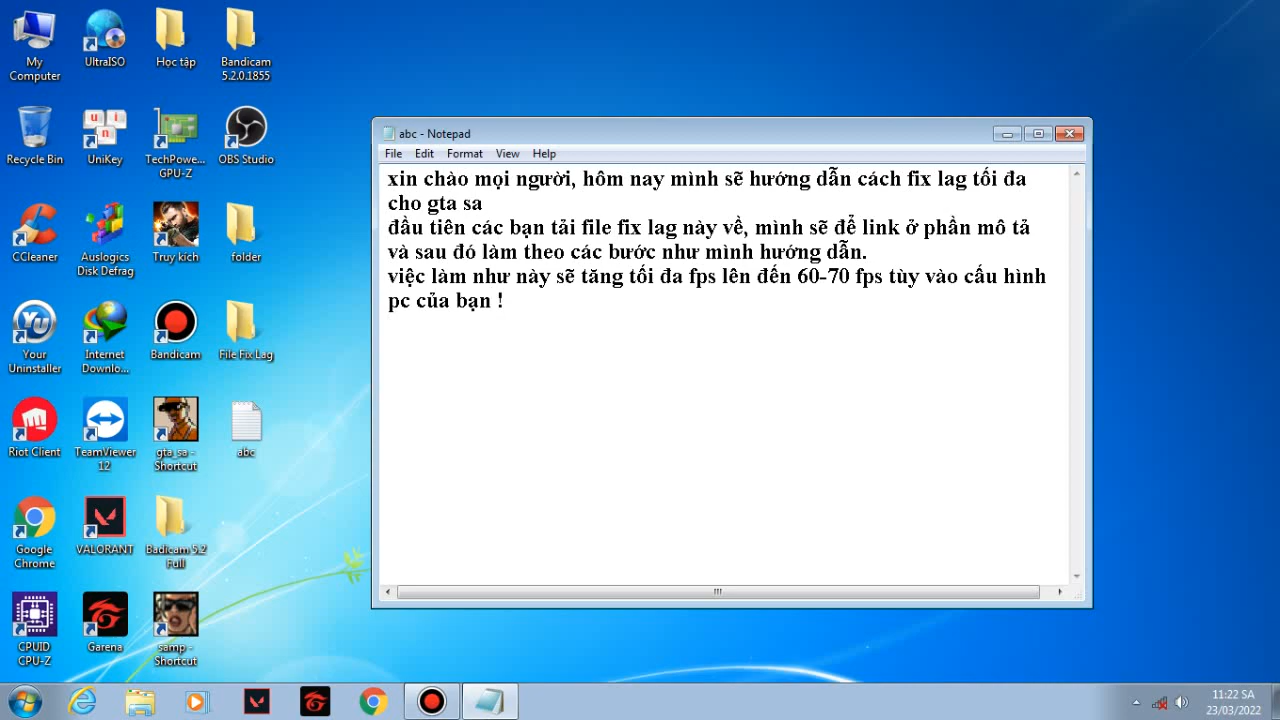 My Computer
UltraISO
Học tập
Bandicam 5.2.0.1855
Recycle Bin
UniKey
TechPowe... GPU-Z
OBS Studio
CCleaner
Auslogics Disk Defrag
Truy kich
folder
Your Uninstaller
Internet Downlo...
Bandicam
File Fix Lag
Riot Client
TeamViewer 12
gta_sa - Shortcut
abc
Google Chrome
VALORANT
Badicam 5.2 Full
CPUID CPU-Z
Garena
samp - Shortcut
abc - Notepad
File Edit Format View Help
xin chào mọi người, hôm nay mình sẽ hướng dẫn cách fix lag tối đa
cho gta sa
đầu tiên các bạn tải file fix lag này về, mình sẽ để link ở phần mô tả
và sau đó làm theo các bước như mình hướng dẫn.
việc làm như này sẽ tăng tối đa fps lên đến 60-70 fps tùy vào cấu hình
pc của bạn !
11:22 SA
23/03/2022